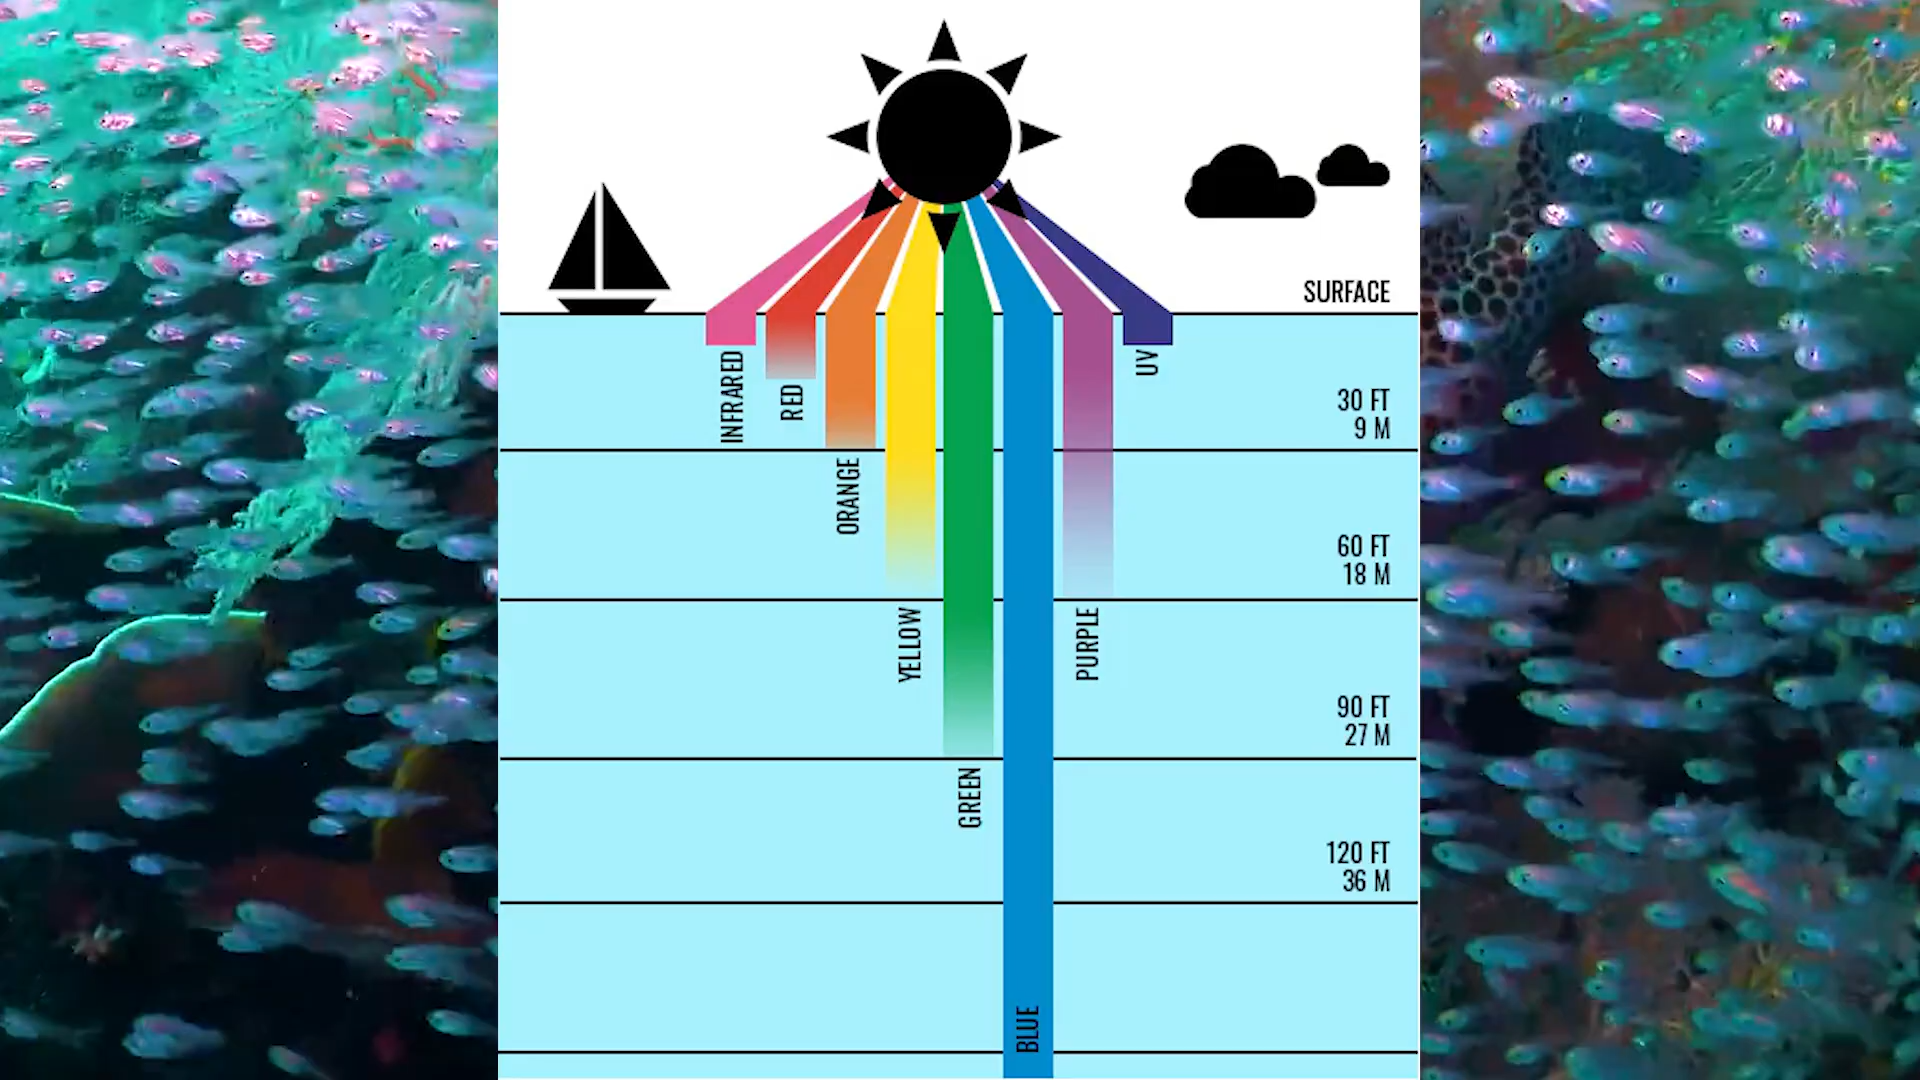 SURFACE
INFRARED
RED
UV
30 FT
9 M
ORANGE
60 FT
18 M
YELLOW
PURPLE
90 FT
27 M
GREEN
120 FT
36 M
BLUE